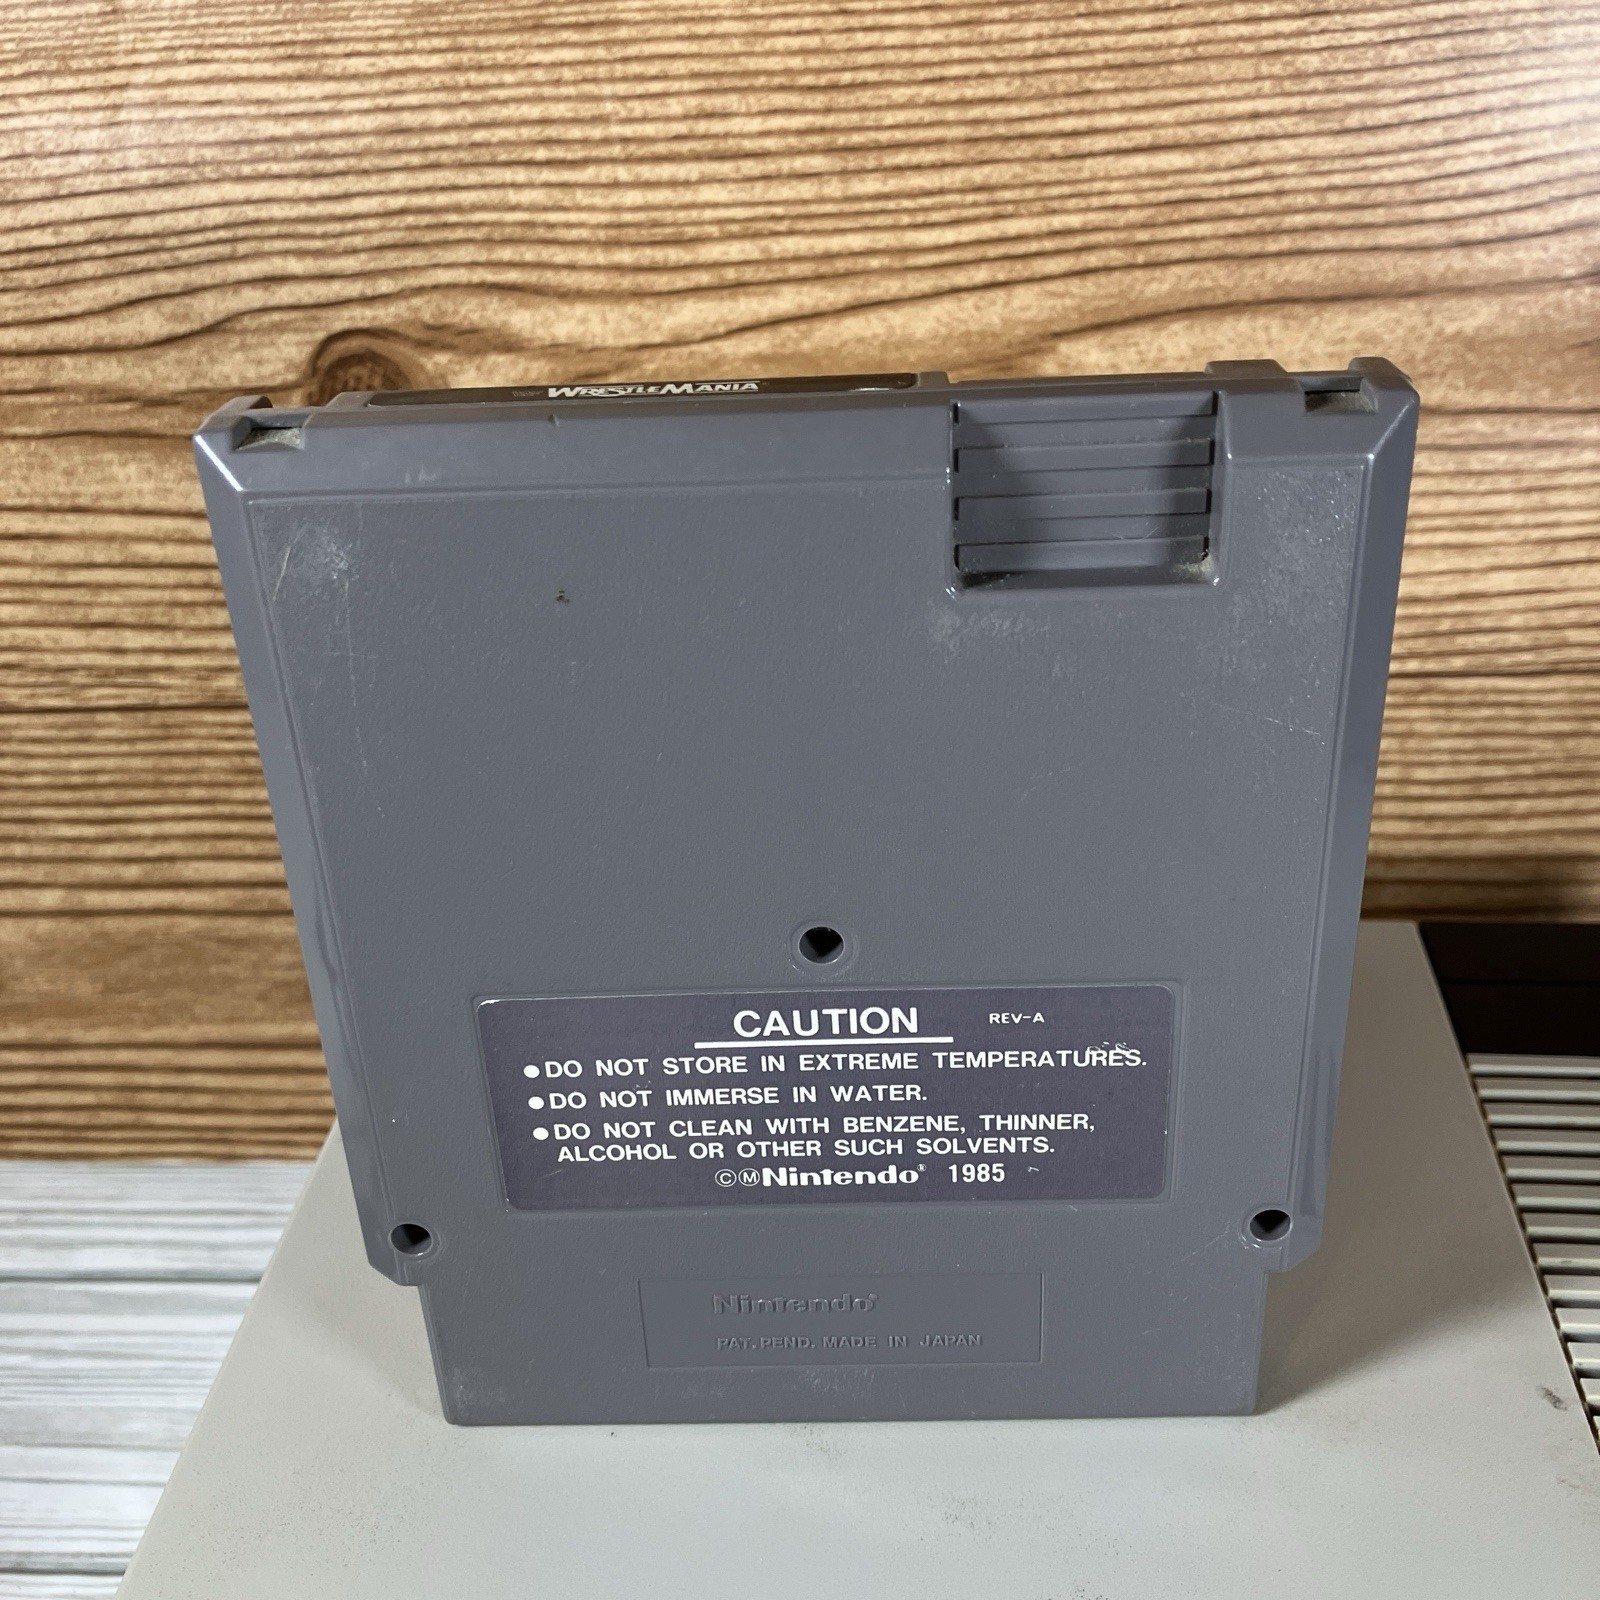 WRESTLEMANIA
CAUTION REV-A
●DO NOT STORE IN EXTREME TEMPERATURES.
●DO NOT IMMERSE IN WATER.
●DO NOT CLEAN WITH BENZENE, THINNER,
ALCOHOL OR OTHER SUCH SOLVENTS.
©ⓂNintendo® 1985
Nintendo®
PAT. PEND. MADE IN JAPAN